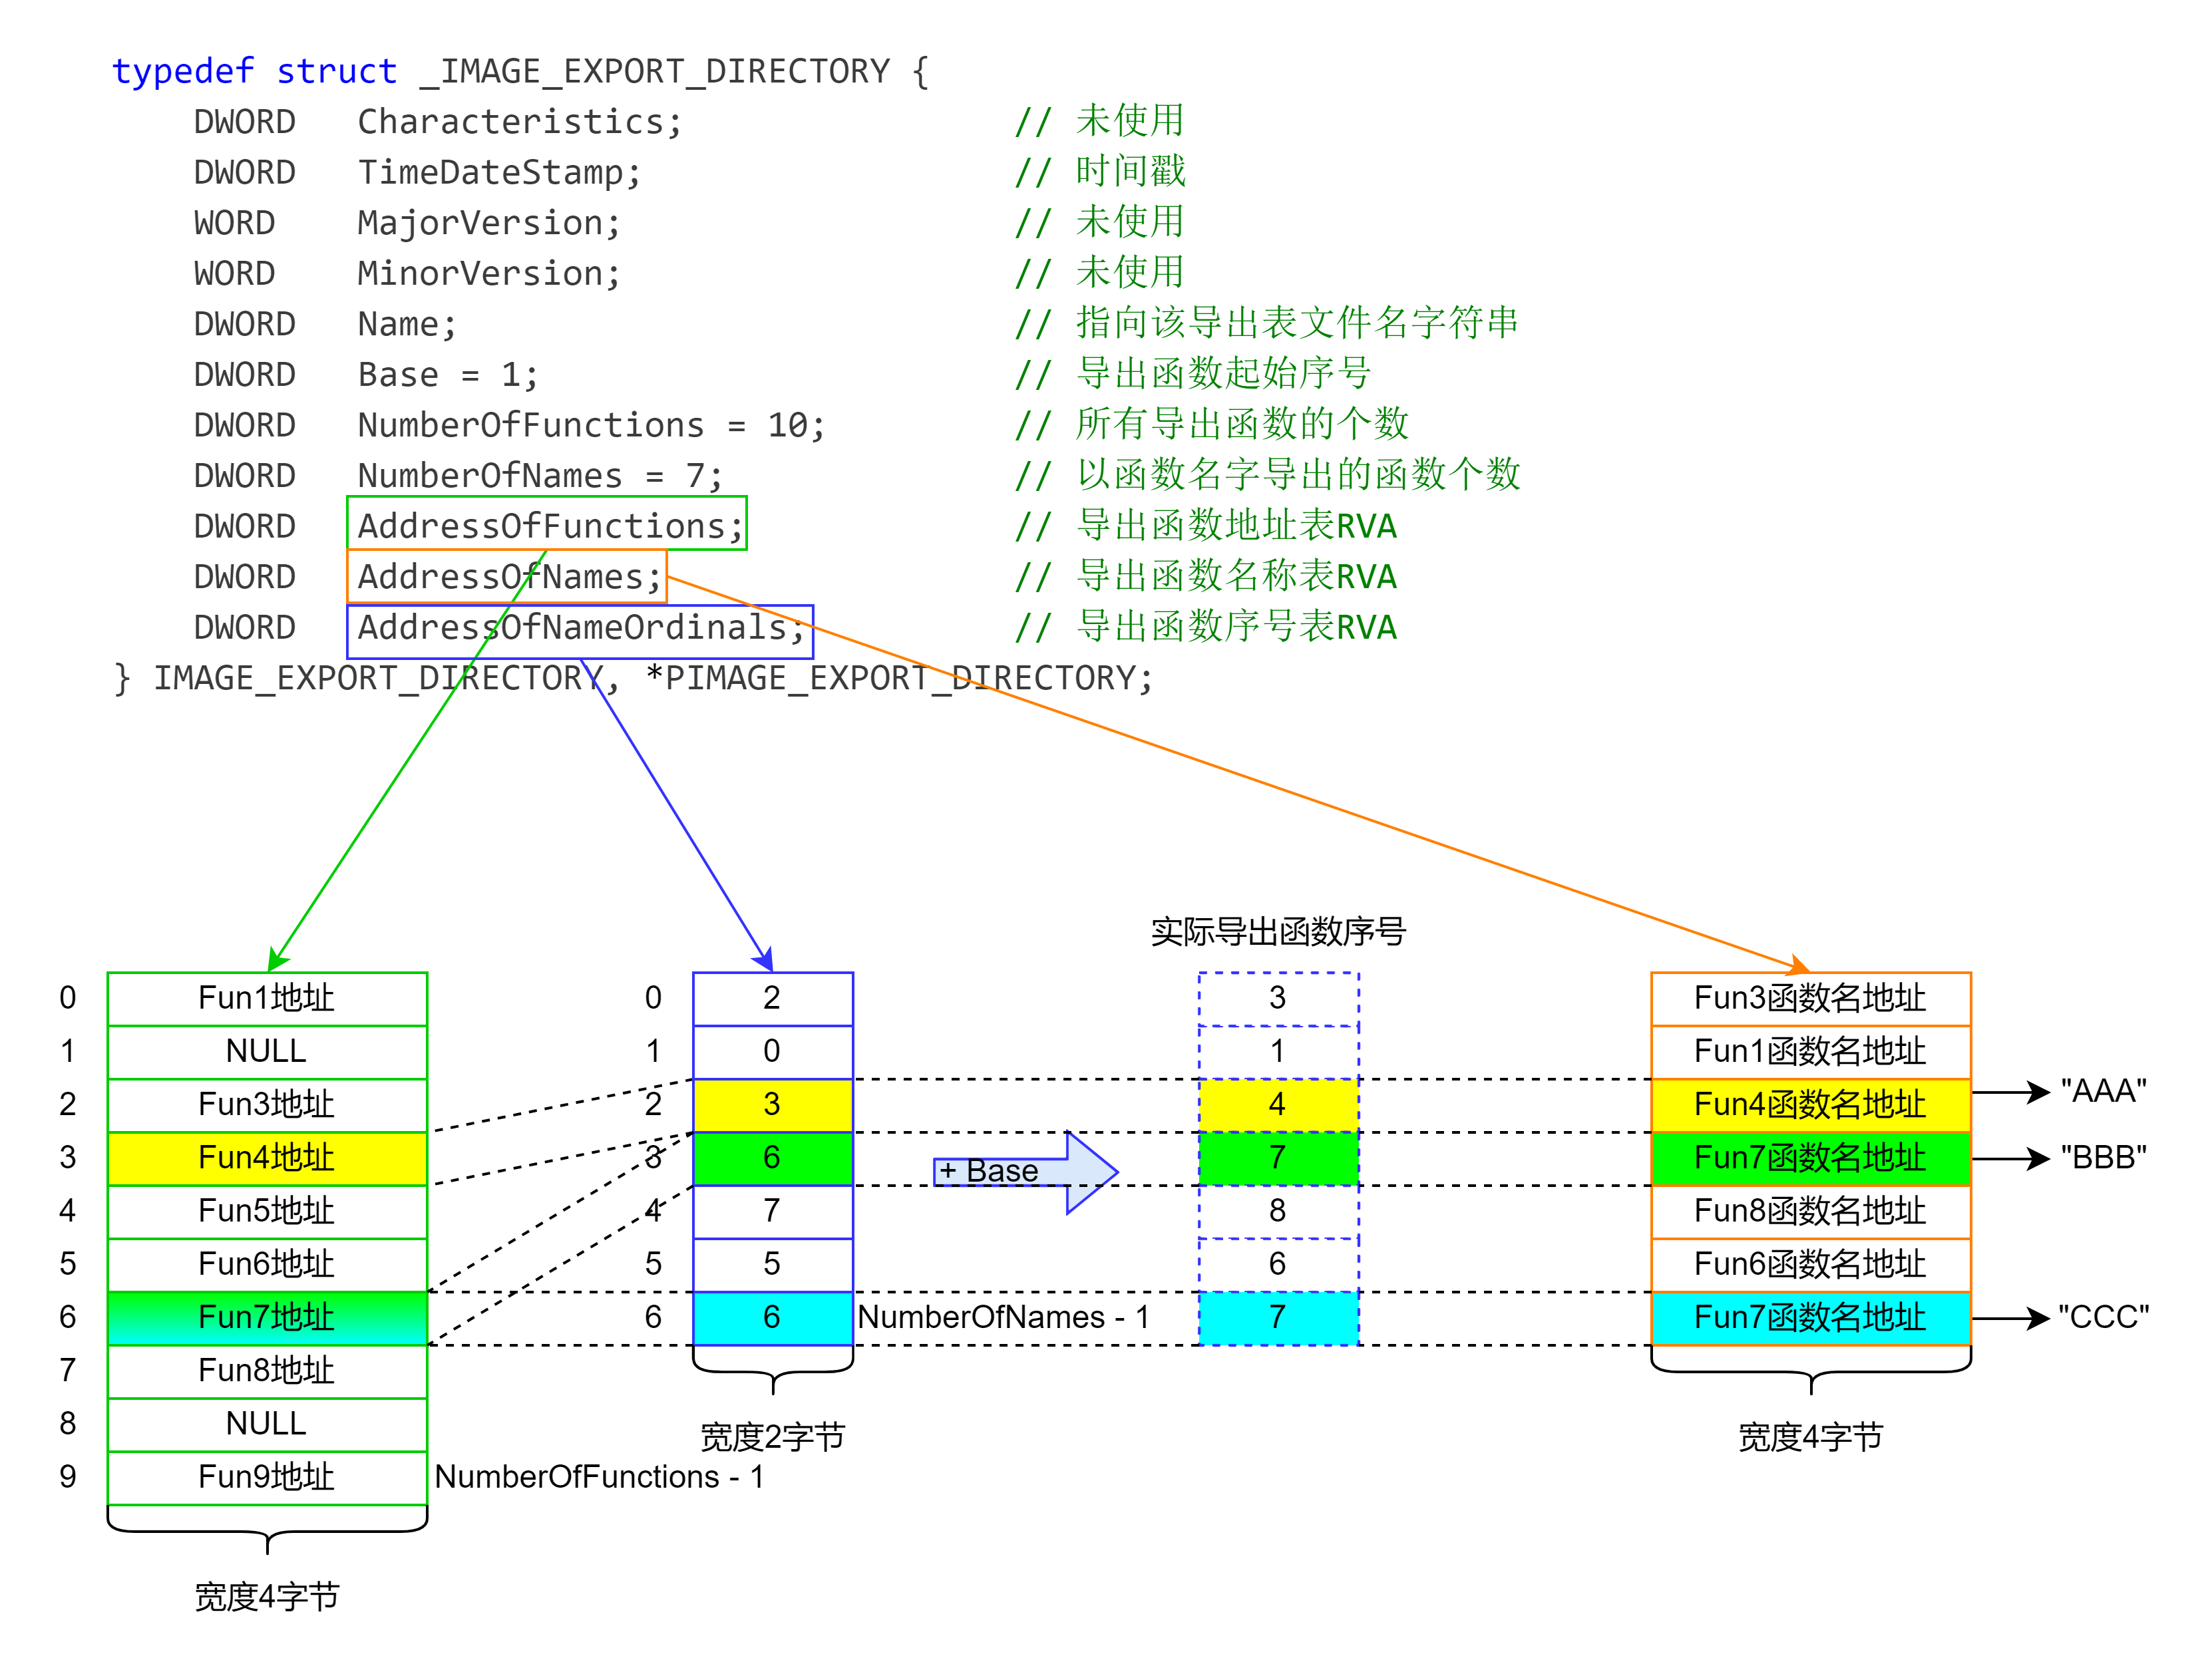 typedef struct _IMAGE_EXPORT_DIRECTORY {
DWORD Characteristics; // 未使用
DWORD TimeDateStamp; // 时间戳
WORD MajorVersion; // 未使用
WORD MinorVersion; // 未使用
DWORD Name; // 指向该导出表文件名字符串
DWORD Base = 1; // 导出函数起始序号
DWORD NumberOfFunctions = 10; // 所有导出函数的个数
DWORD NumberOfNames = 7; // 以函数名字导出的函数个数
DWORD AddressOfFunctions; // 导出函数地址表RVA
DWORD AddressOfNames; // 导出函数名称表RVA
DWORD AddressOfNameOrdinals; // 导出函数序号表RVA
} IMAGE_EXPORT_DIRECTORY, *PIMAGE_EXPORT_DIRECTORY;
实际导出函数序号
0 Fun1地址 0 2 3 Fun3函数名地址
1 NULL 1 0 1 Fun1函数名地址
2 Fun3地址 2 3 4 Fun4函数名地址 "AAA"
3 Fun4地址 3 6 + Base 7 Fun7函数名地址 "BBB"
4 Fun5地址 4 7 8 Fun8函数名地址
5 Fun6地址 5 5 6 Fun6函数名地址
6 Fun7地址 6 6 NumberOfNames - 1 7 Fun7函数名地址 "CCC"
7 Fun8地址
8 NULL 宽度2字节 宽度4字节
9 Fun9地址 NumberOfFunctions - 1
宽度4字节